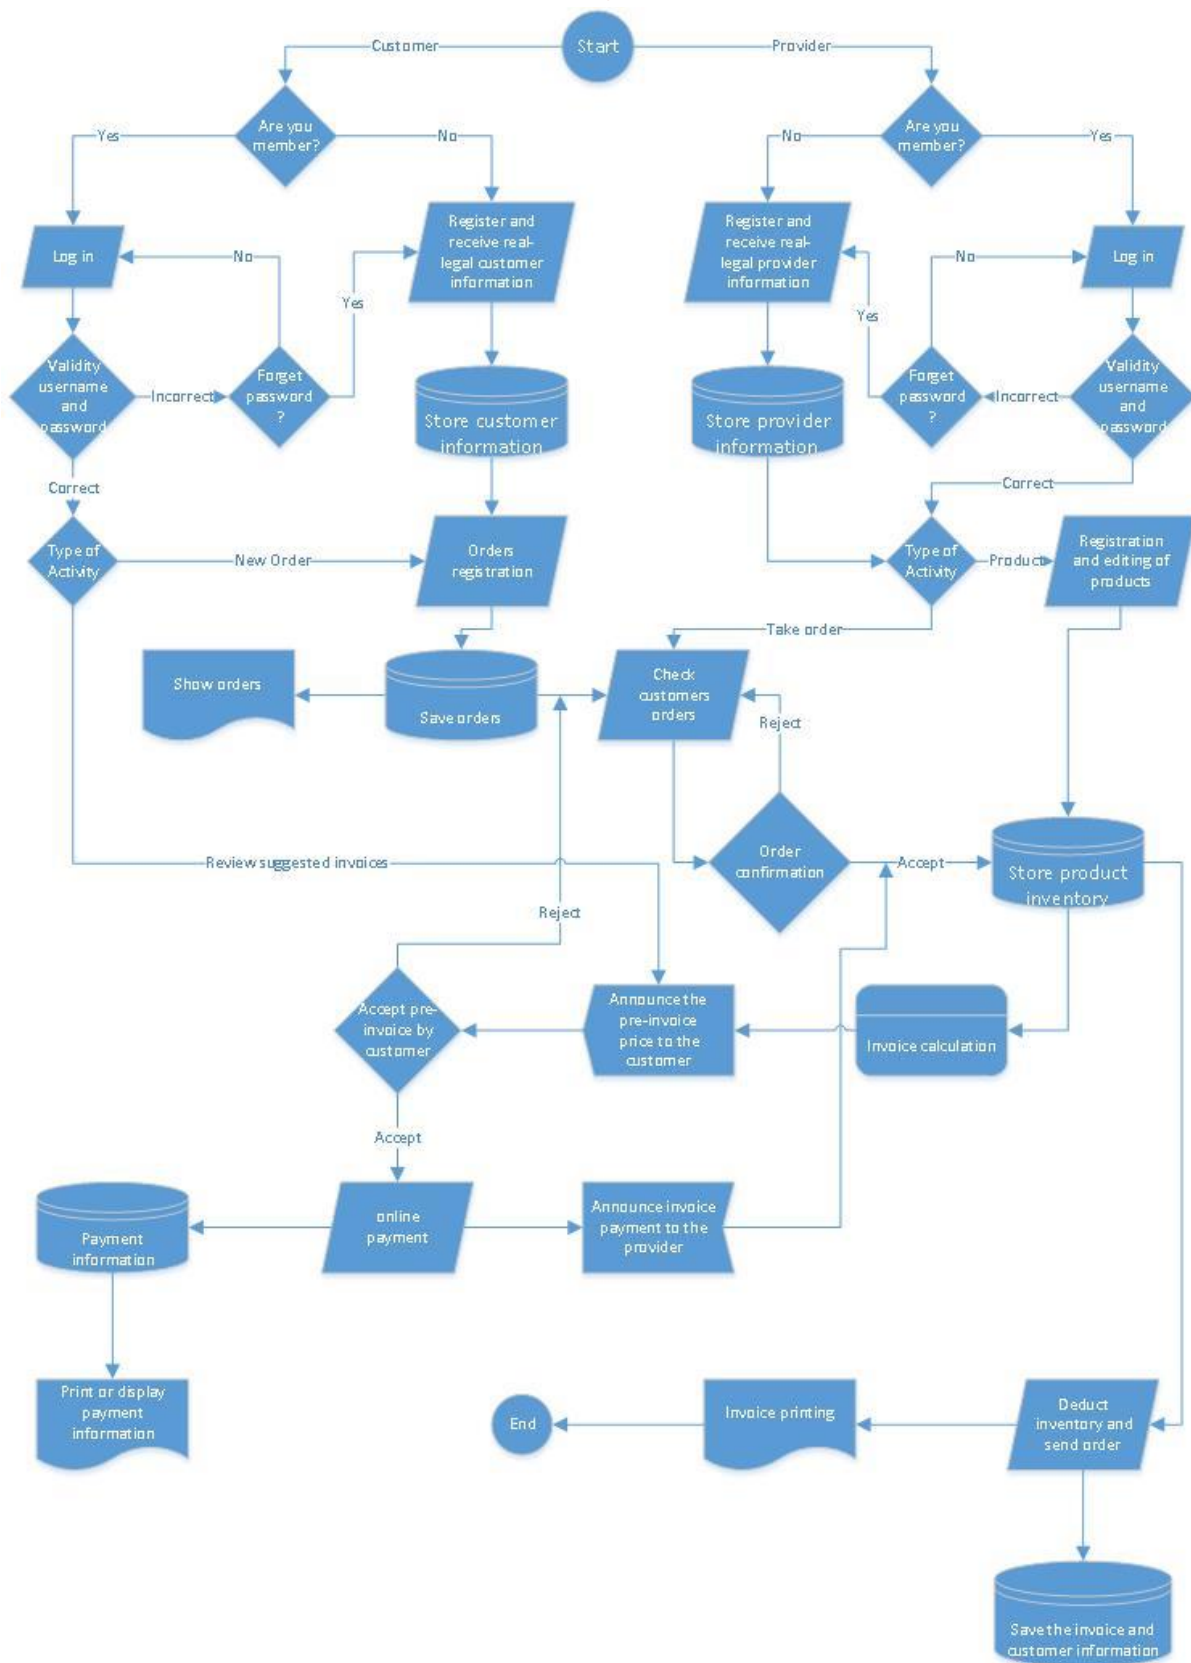 Start
Customer
Provider
Are you
member?
Are you
member?
Yes
No
No
Yes
Log in
Register and
receive real-
legal customer
information
Register and
receive real-
legal provider
information
Log in
No
Yes
No
Yes
Validity
username
and
password
Incorrect
Forget
password
?
Store customer
information
Store provider
information
Forget
password
?
Incorrect
Validity
username
and
password
Correct
Correct
Type of
Activity
New Order
Orders
registration
Type of
Activity
Product
Registration
and editing of
products
Take order
Show orders
Save orders
Check
customers
orders
Reject
Review suggested invoices
Order
confirmation
Accept
Store product
inventory
Reject
Accept pre-
invoice by
customer
Announce the
pre-invoice
price to the
customer
Invoice calculation
Accept
Payment
information
online
payment
Announce invoice
payment to the
provider
Print or display
payment
information
End
Invoice printing
Deduct
inventory and
send order
Save the invoice and
customer information